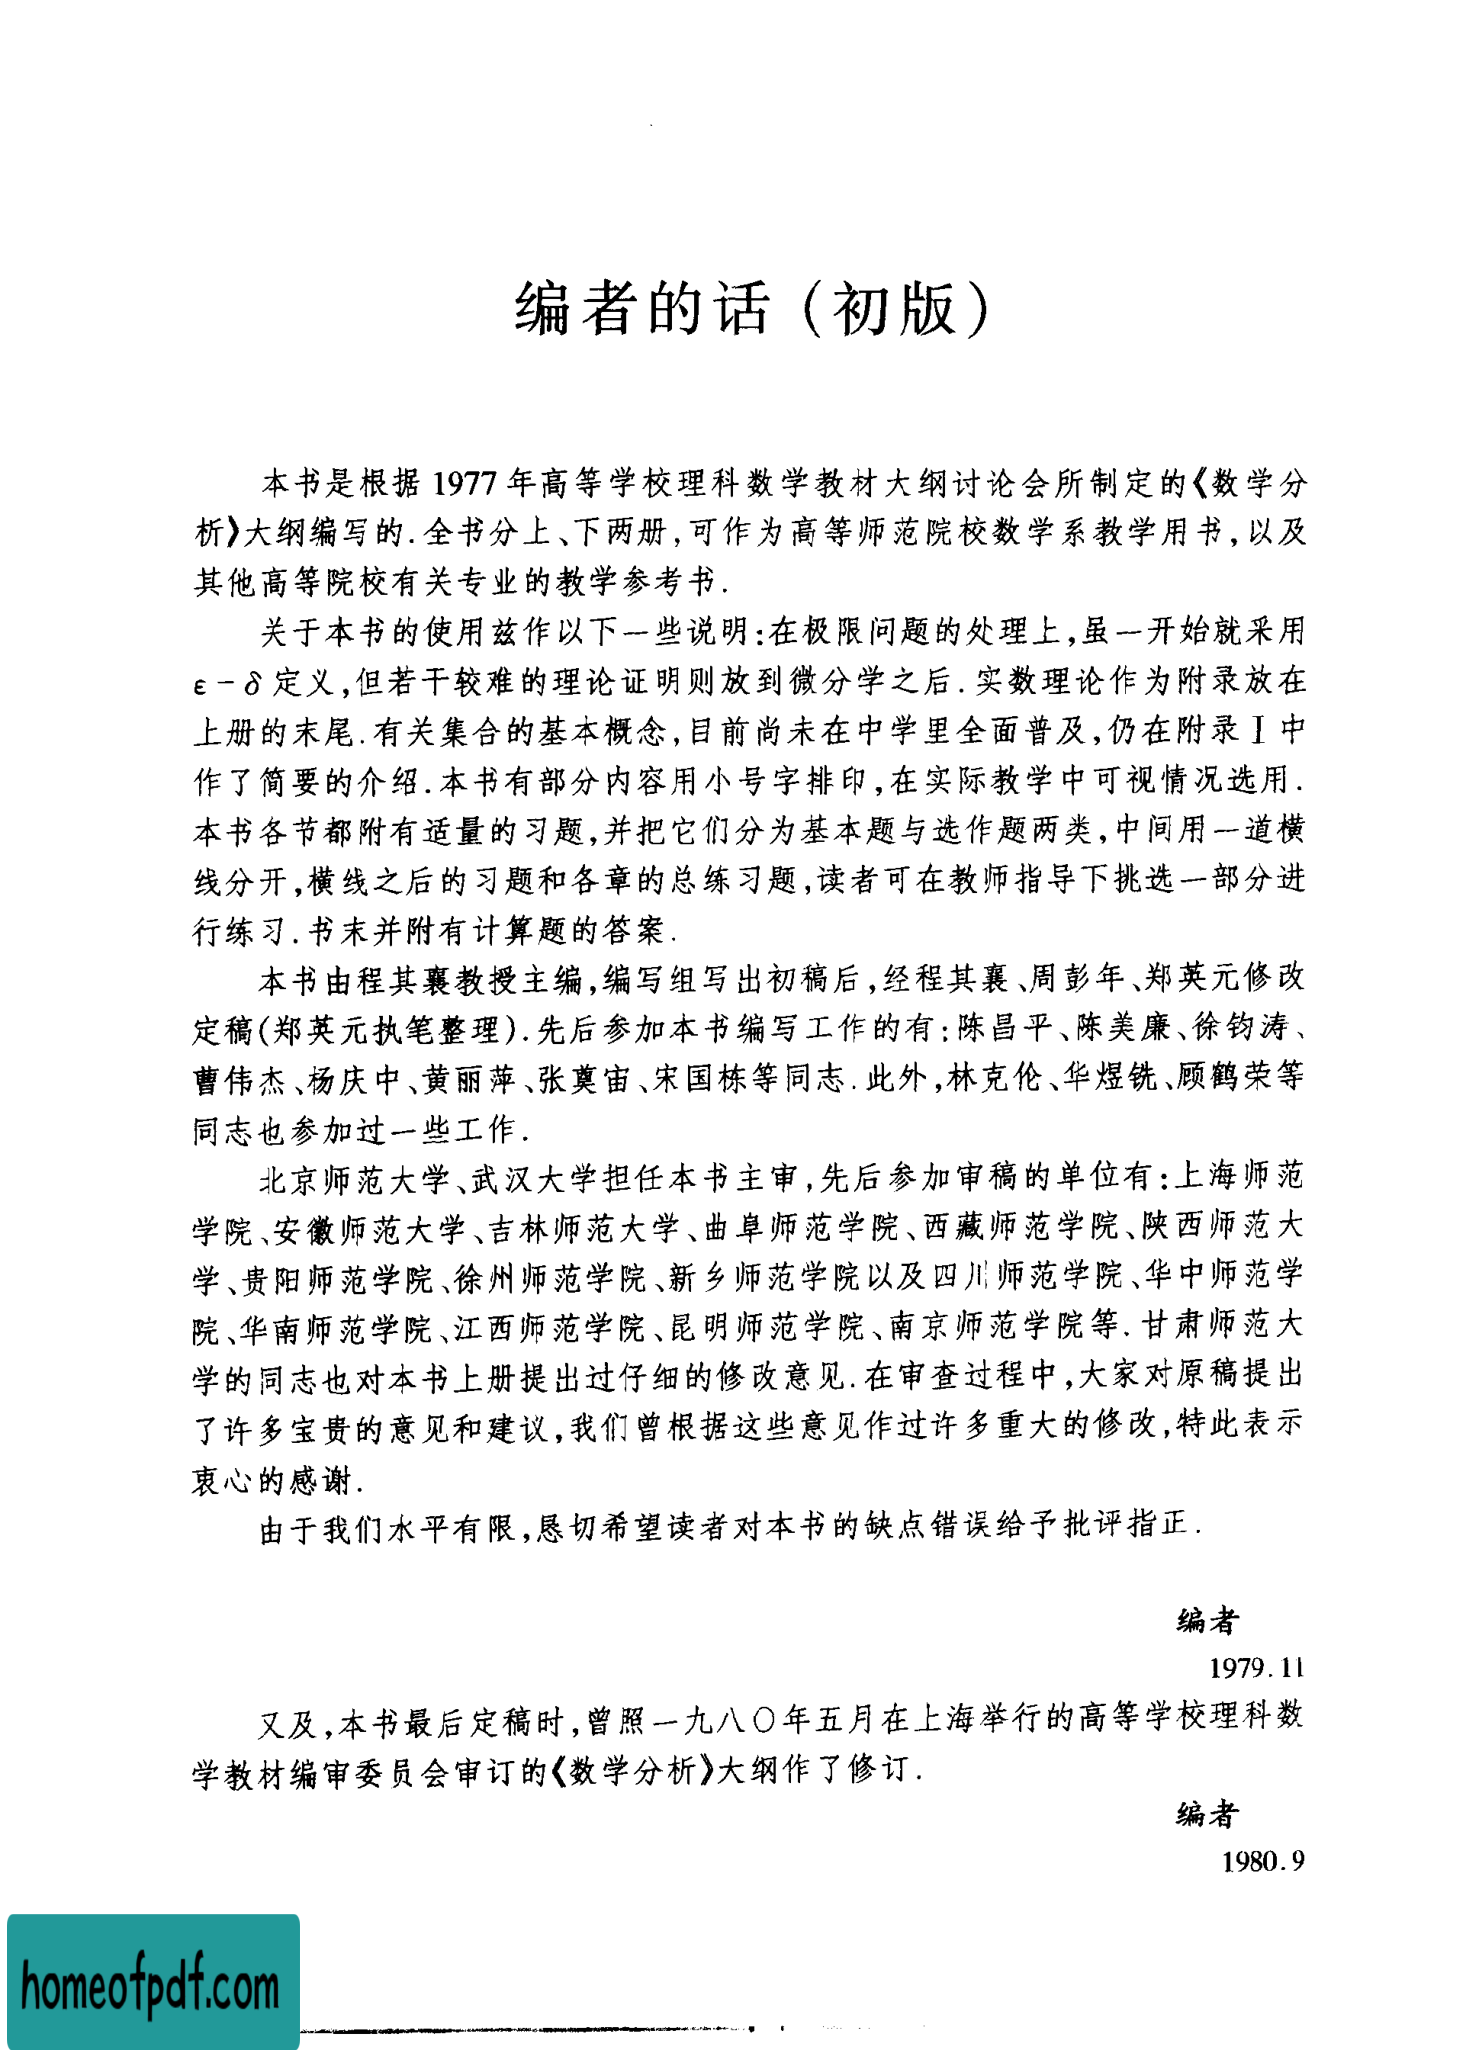 编者的话（初版）
本书是根据 1977 年高等学校理科数学教材大纲讨论会所制定的《数学分
析》大纲编写的.全书分上、下两册,可作为高等师范院校数学系教学用书,以及
其他高等院校有关专业的教学参考书.
关于本书的使用兹作以下一些说明:在极限问题的处理上,虽一开始就采用
ε-δ 定义,但若干较难的理论证明则放到微分学之后.实数理论作为附录放在
上册的末尾.有关集合的基本概念,目前尚未在中学里全面普及,仍在附录 I 中
作了简要的介绍.本书有部分内容用小号字排印,在实际教学中可视情况选用.
本书各节都附有适量的习题,并把它们分为基本题与选作题两类,中间用一道横
线分开,横线之后的习题和各章的总练习题,读者可在教师指导下挑选一部分进
行练习.书末并附有计算题的答案.
本书由程其襄教授主编,编写组写出初稿后,经程其襄、周彭年、郑英元修改
定稿(郑英元执笔整理).先后参加本书编写工作的有:陈昌平、陈美廉、徐钧涛、
曹伟杰、杨庆中、黄丽萍、张奠宙、宋国栋等同志.此外,林克伦、华煜铣、顾鹤荣等
同志也参加过一些工作.
北京师范大学、武汉大学担任本书主审,先后参加审稿的单位有:上海师范
学院、安徽师范大学、吉林师范大学、曲阜师范学院、西藏师范学院、陕西师范大
学、贵阳师范学院、徐州师范学院、新乡师范学院以及四川师范学院、华中师范学
院、华南师范学院、江西师范学院、昆明师范学院、南京师范学院等.甘肃师范大
学的同志也对本书上册提出过仔细的修改意见.在审查过程中,大家对原稿提出
了许多宝贵的意见和建议,我们曾根据这些意见作过许多重大的修改,特此表示
衷心的感谢.
由于我们水平有限,恳切希望读者对本书的缺点错误给予批评指正.
编者
1979.11
又及,本书最后定稿时,曾照一九八〇年五月在上海举行的高等学校理科数
学教材编审委员会审订的《数学分析》大纲作了修订.
编者
1980.9
homeofpdf.com